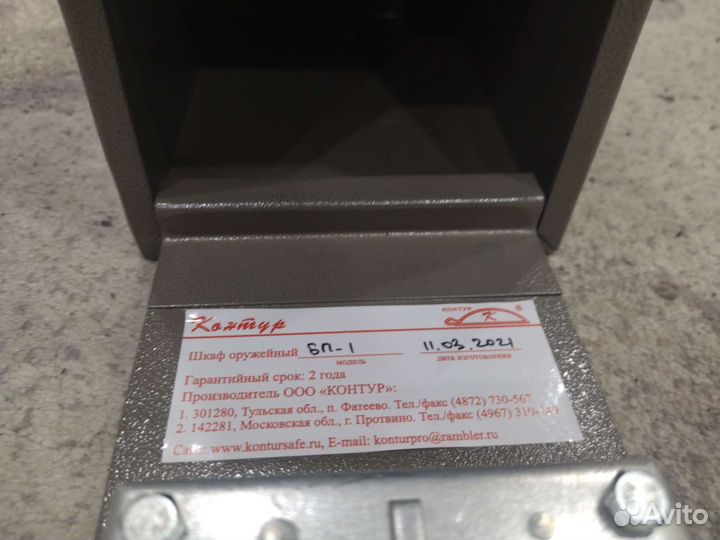 Контур
КОНТУР
К ®
Шкаф оружейный БП-1 11.03.2021
модель дата изготовления
Гарантийный срок: 2 года
Производитель ООО «КОНТУР»:
1. 301280, Тульская обл., п. Фатеево. Тел./факс (4872) 730-567
2. 142281, Московская обл., г. Протвино. Тел./факс (4967)
Сайт: www.kontursafe.ru, E-mail: konturpro@rambler.ru
Avito